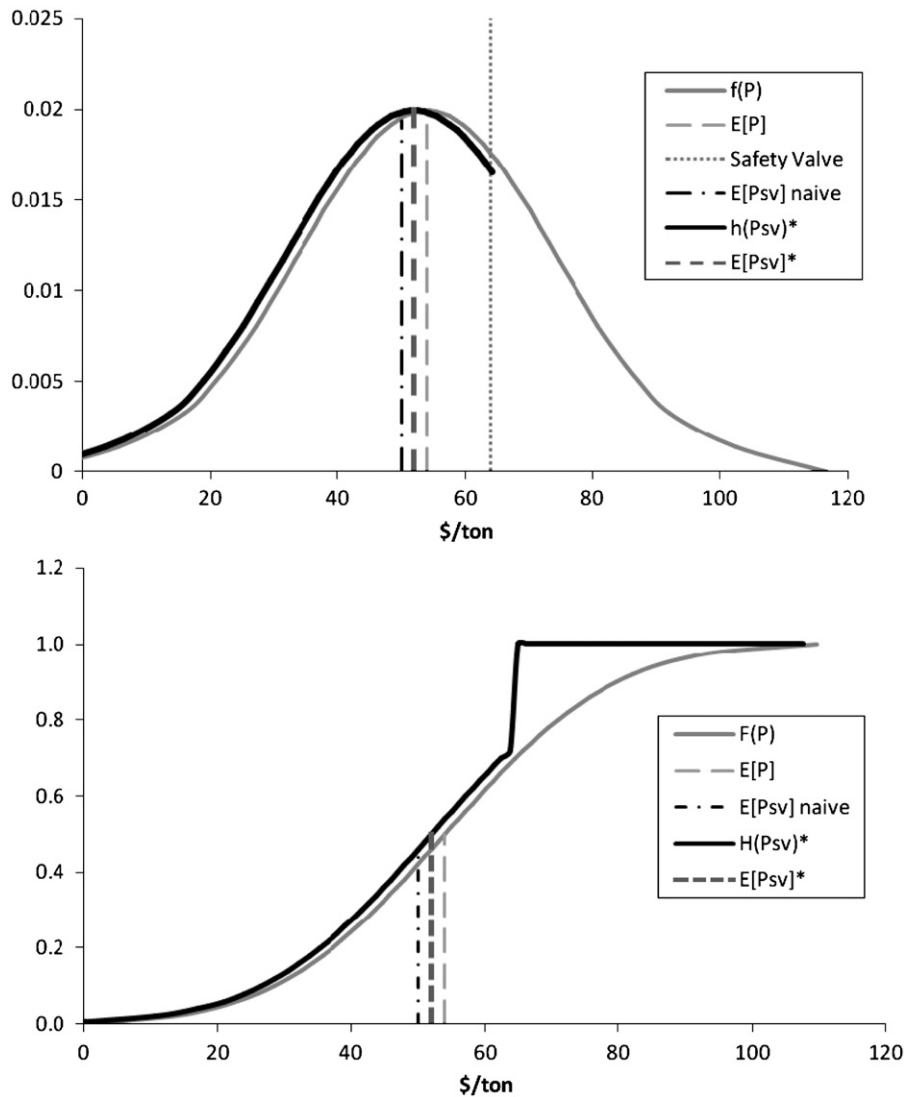 0.025
0.02
0.015
0.01
0.005
0
0 20 40 60 80 100 120
$/ton
f(P)
E[P]
Safety Valve
E[Psv] naive
h(Psv)*
E[Psv]*
1.2
1.0
0.8
0.6
0.4
0.2
0.0
0 20 40 60 80 100 120
$/ton
F(P)
E[P]
E[Psv] naive
H(Psv)*
E[Psv]*